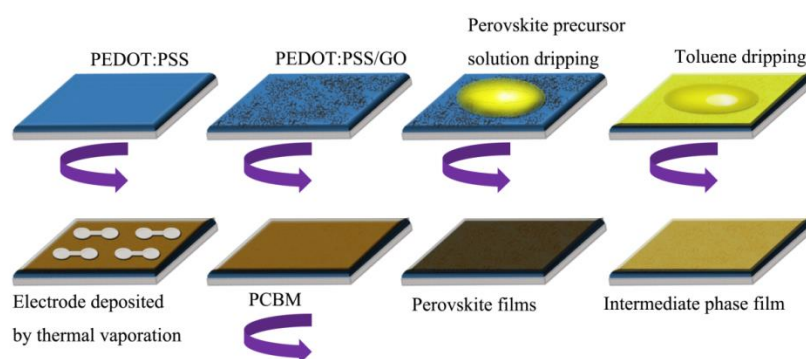 PEDOT:PSS
PEDOT:PSS/GO
Perovskite precursor
solution dripping
Toluene dripping
Electrode deposited
by thermal vaporation
PCBM
Perovskite films
Intermediate phase film